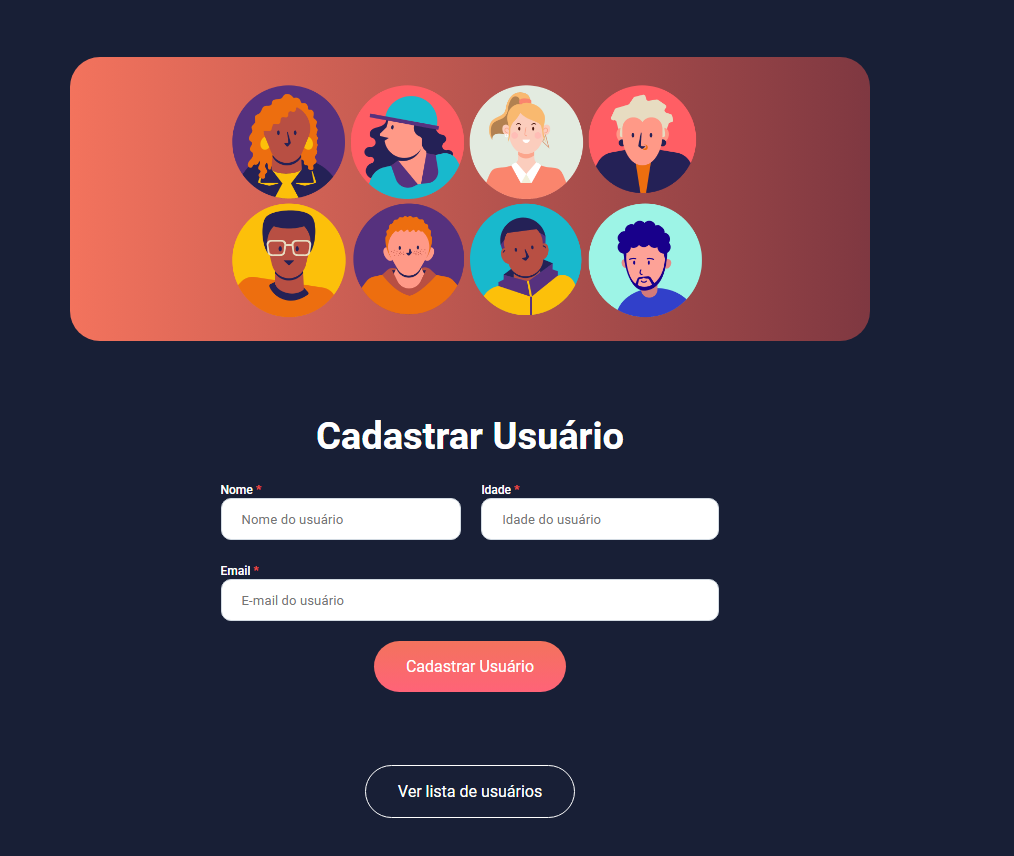 Cadastrar Usuário
Nome * Idade *
Nome do usuário Idade do usuário
Email *
E-mail do usuário
Cadastrar Usuário
Ver lista de usuários